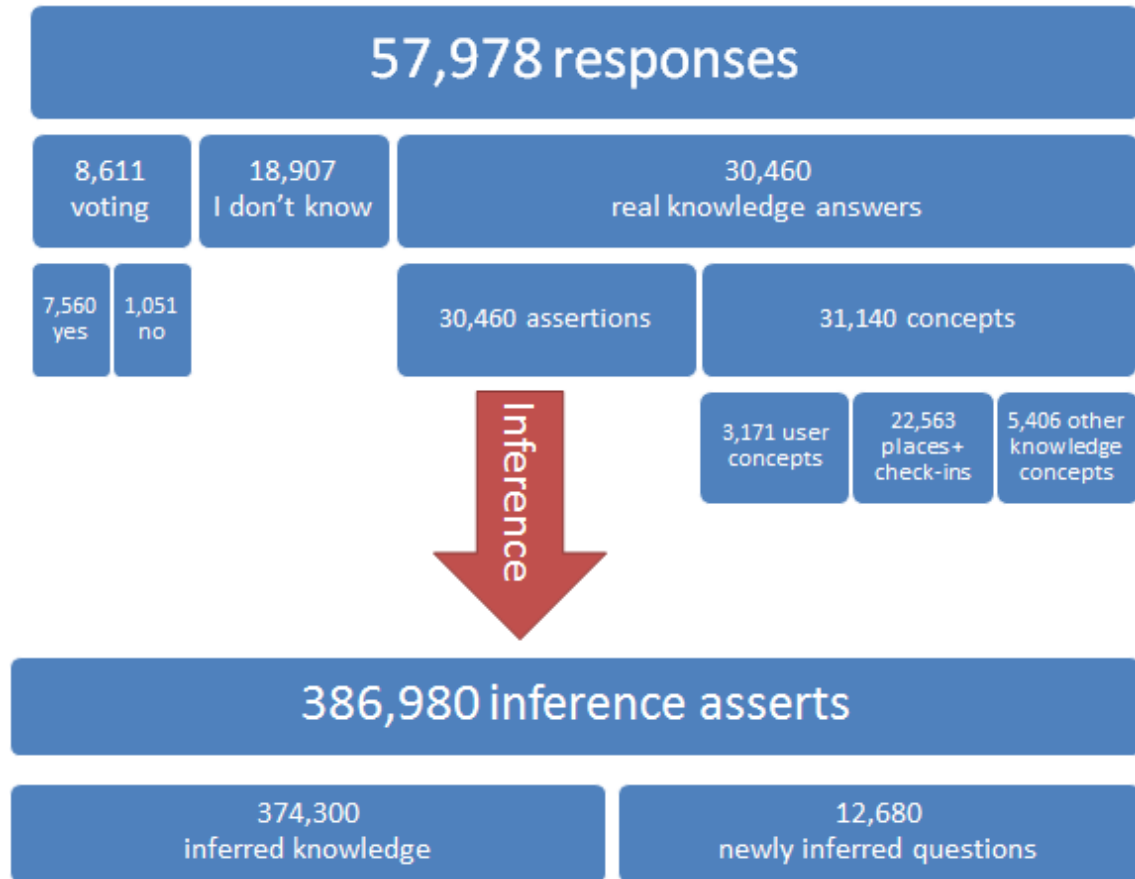 57,978 responses
8,611
voting
18,907
I don't know
30,460
real knowledge answers
7,560
yes
1,051
no
30,460 assertions
31,140 concepts
3,171 user
concepts
22,563
places+
check-ins
5,406 other
knowledge
concepts
Inference
386,980 inference asserts
374,300
inferred knowledge
12,680
newly inferred questions